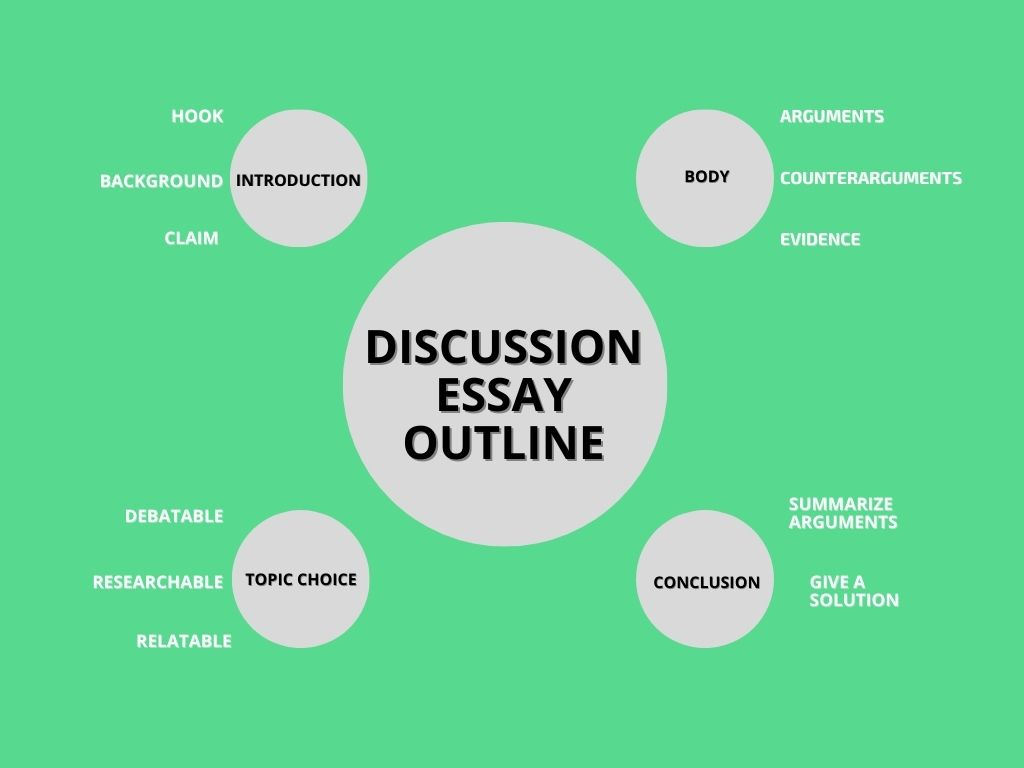 HOOK
BACKGROUND
CLAIM
INTRODUCTION
BODY
ARGUMENTS
COUNTERARGUMENTS
EVIDENCE
DISCUSSION
ESSAY
OUTLINE
DEBATABLE
RESEARCHABLE
RELATABLE
TOPIC CHOICE
CONCLUSION
SUMMARIZE
ARGUMENTS
GIVE A
SOLUTION